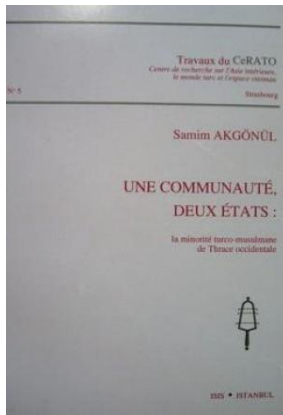 Travaux du CeRATO
Centre de recherche sur l'Asie intérieure,
le monde turc et l'espace ottoman
N° 5
Strasbourg
Samim AKGÖNÜL
UNE COMMUNAUTÉ,
DEUX ÉTATS :
la minorité turco-musulmane
de Thrace occidentale
ISIS • ISTANBUL